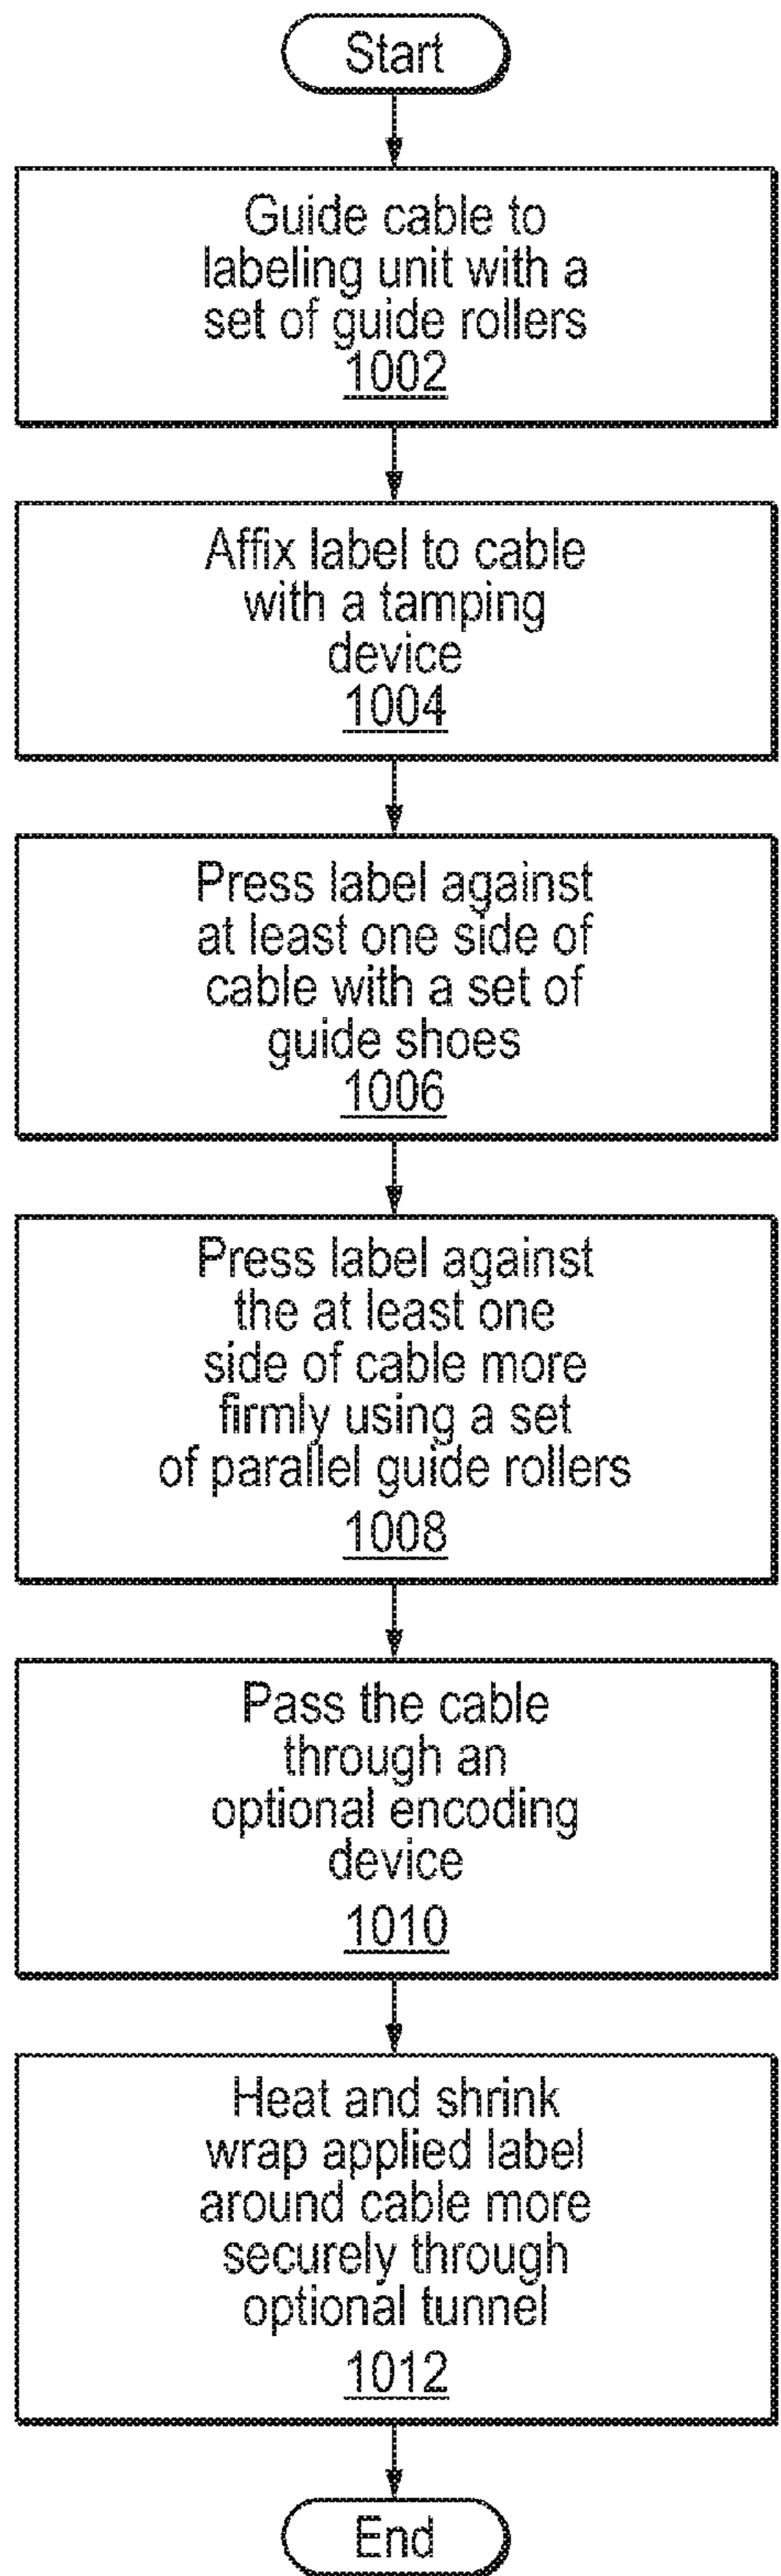 Start
Guide cable to
labeling unit with a
set of guide rollers
1002
Affix label to cable
with a tamping
device
1004
Press label against
at least one side of
cable with a set of
guide shoes
1006
Press label against
the at least one
side of cable more
firmly using a set
of parallel guide rollers
1008
Pass the cable
through an
optional encoding
device
1010
Heat and shrink
wrap applied label
around cable more
securely through
optional tunnel
1012
End